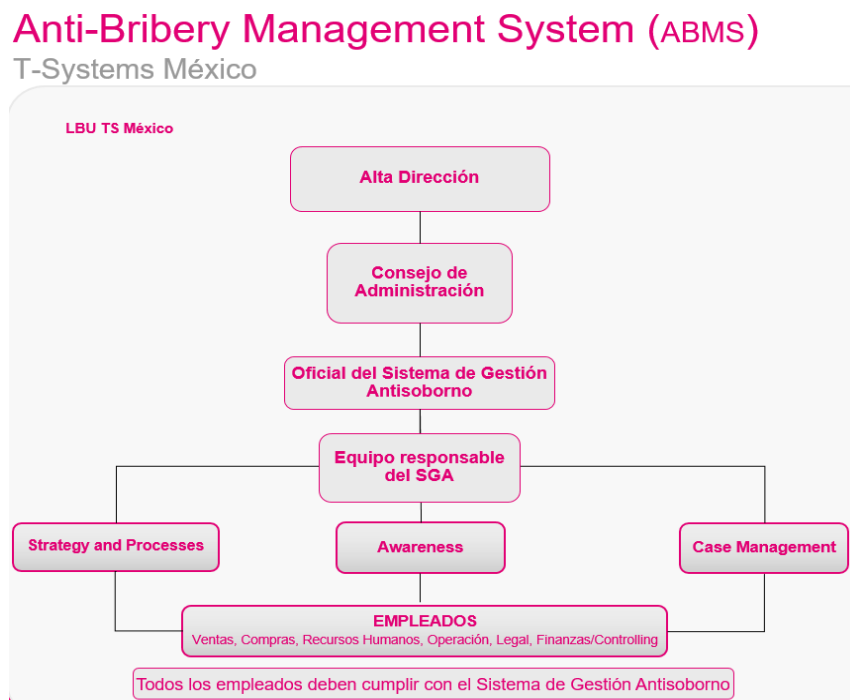 Anti-Bribery Management System (ABMS)
T-Systems México
LBU TS México
Alta Dirección
Consejo de
Administración
Oficial del Sistema de Gestión
Antisoborno
Equipo responsable
del SGA
Strategy and Processes
Awareness
Case Management
EMPLEADOS
Ventas, Compras, Recursos Humanos, Operación, Legal, Finanzas/Controlling
Todos los empleados deben cumplir con el Sistema de Gestión Antisoborno